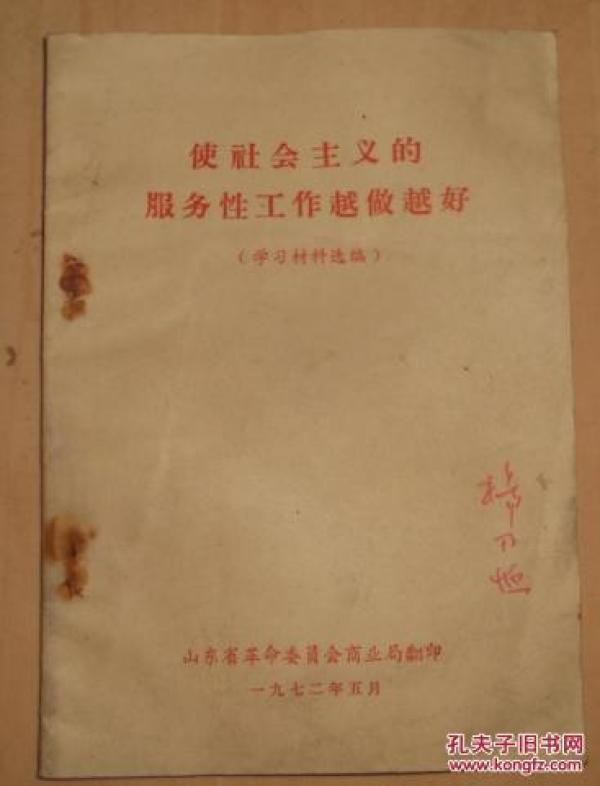 使社会主义的
服务性工作越做越好
（学习材料选编）
山东省革命委员会商业局翻印
一九七二年五月
孔夫子旧书网
www.kongfz.com